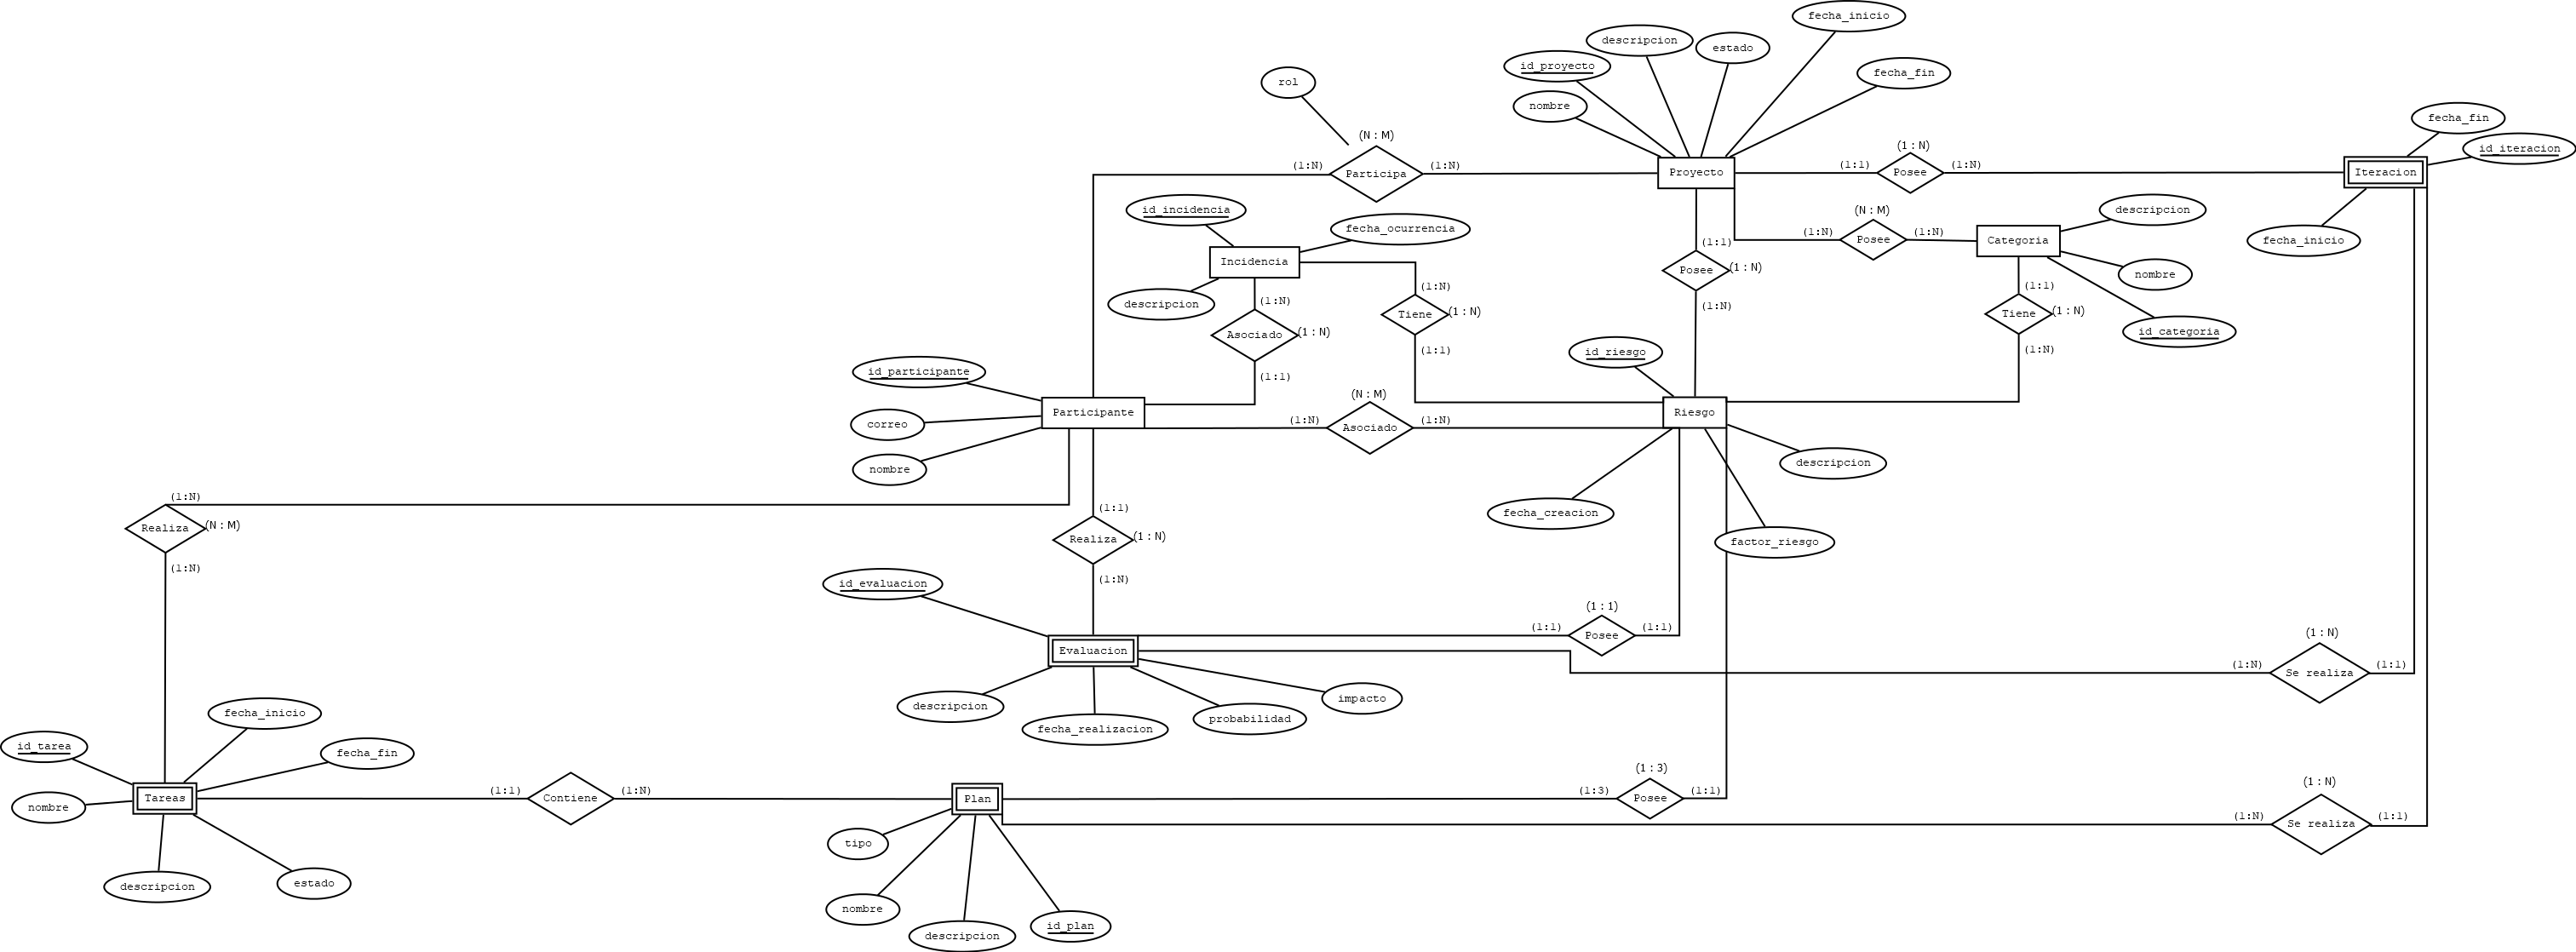 fecha_inicio
descripcion
estado
id_proyecto
fecha_fin
rol
nombre
fecha_fin
(N:M)
(1:N)
id_iteracion
(1:N)
(1:N)
(1:1)
(1:N)
Participa
Proyecto
Posee
Iteracion
id_incidencia
(N:M)
descripcion
fecha_ocurrencia
(1:N)
(1:N)
Posee
Categoria
fecha_inicio
(1:1)
Incidencia
Posee
(1:N)
nombre
descripcion
(1:N)
(1:N)
(1:1)
(1:N)
Tiene
(1:N)
Tiene
(1:N)
Asociado
(1:N)
id_categoria
(1:1)
id_riesgo
(1:N)
id_participante
(1:1)
(N:M)
Participante
Riesgo
correo
(1:N)
(1:N)
Asociado
nombre
descripcion
(1:N)
(1:1)
fecha_creacion
Realiza
(N:M)
Realiza
(1:N)
factor_riesgo
(1:N)
(1:N)
id_evaluacion
(1:1)
(1:1)
(1:1)
Posee
(1:N)
Evaluacion
(1:N)
(1:1)
Se realiza
descripcion
impacto
fecha_inicio
probabilidad
fecha_realizacion
id_tarea
fecha_fin
(1:3)
(1:N)
(1:1)
(1:N)
(1:3)
(1:1)
Tareas
Contiene
Plan
Posee
nombre
(1:N)
(1:1)
Se realiza
tipo
descripcion
estado
nombre
id_plan
descripcion